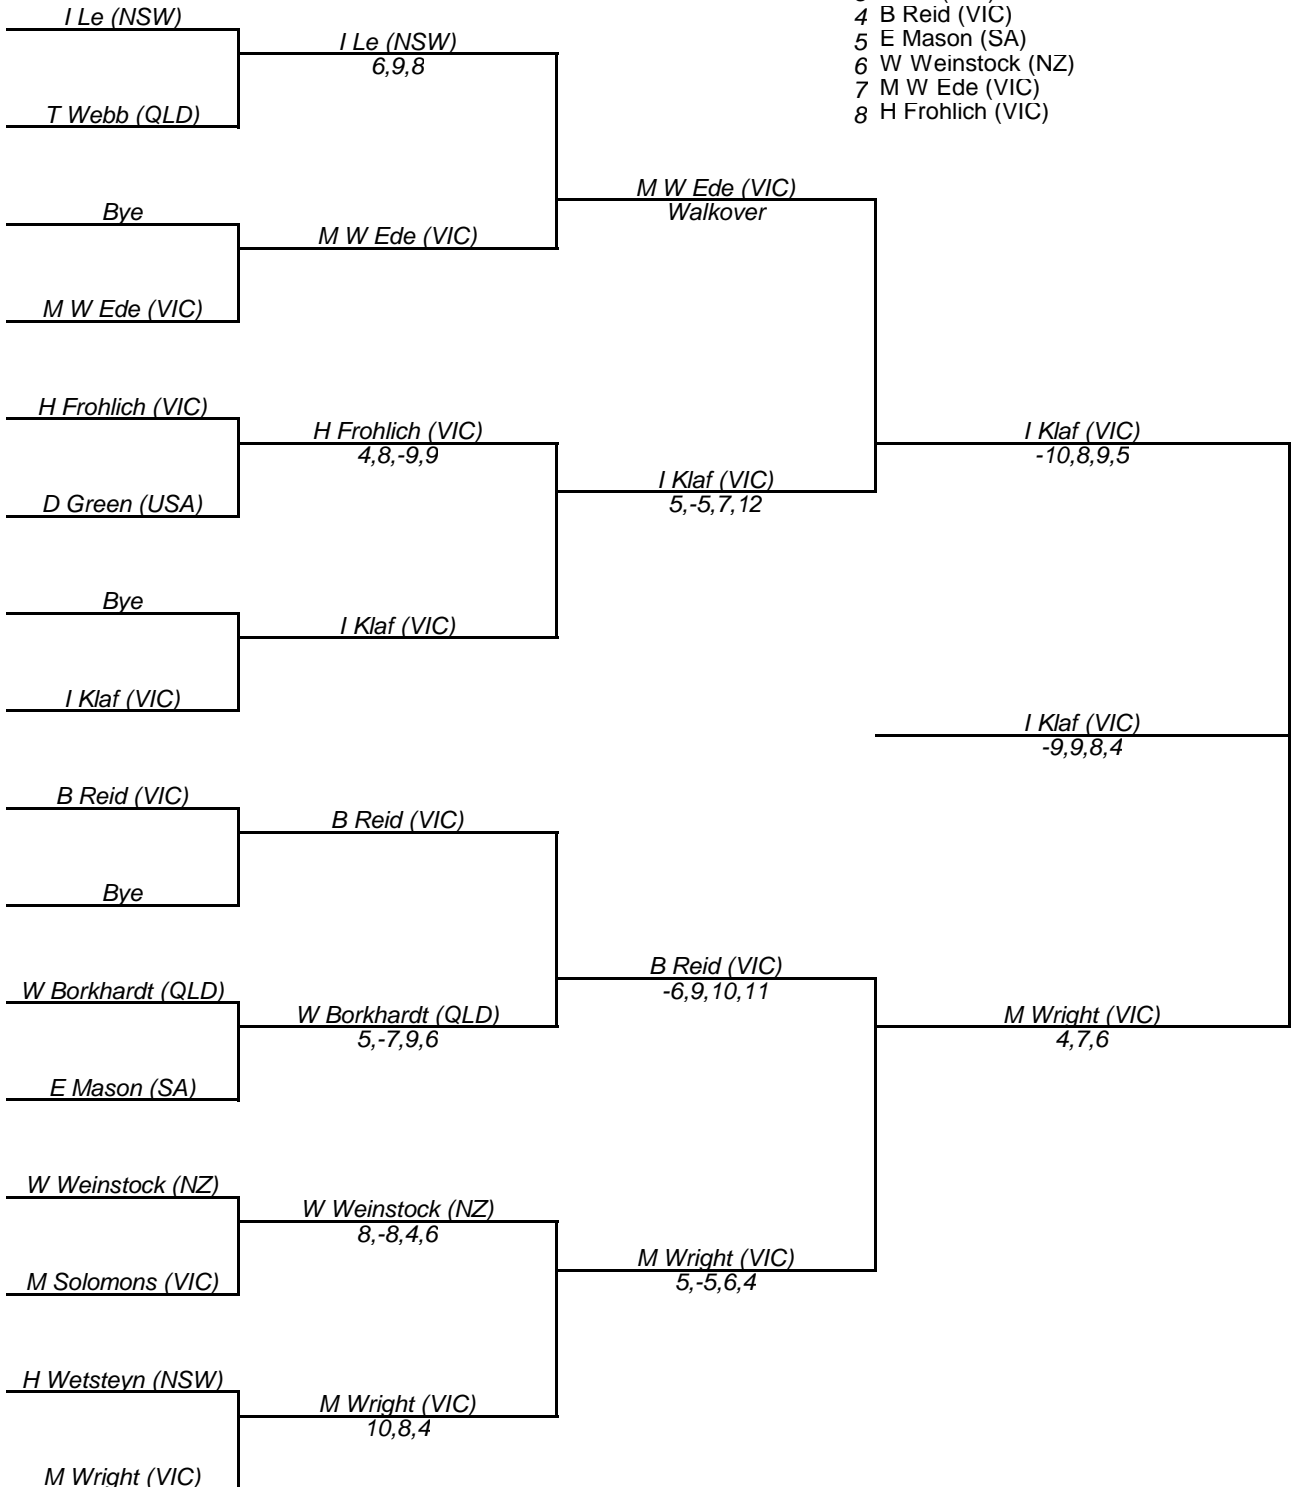 I Le (NSW)
T Webb (QLD)
Bye
M W Ede (VIC)
H Frohlich (VIC)
D Green (USA)
Bye
I Klaf (VIC)
B Reid (VIC)
Bye
W Borkhardt (QLD)
E Mason (SA)
W Weinstock (NZ)
M Solomons (VIC)
H Wetsteyn (NSW)
M Wright (VIC)
I Le (NSW)
6,9,8
M W Ede (VIC)
H Frohlich (VIC)
4,8,-9,9
I Klaf (VIC)
B Reid (VIC)
W Borkhardt (QLD)
5,-7,9,6
W Weinstock (NZ)
8,-8,4,6
M Wright (VIC)
10,8,4
M W Ede (VIC)
Walkover
I Klaf (VIC)
5,-5,7,12
B Reid (VIC)
-6,9,10,11
M Wright (VIC)
5,-5,6,4
4 B Reid (VIC)
5 E Mason (SA)
6 W Weinstock (NZ)
7 M W Ede (VIC)
8 H Frohlich (VIC)
I Klaf (VIC)
-10,8,9,5
I Klaf (VIC)
-9,9,8,4
M Wright (VIC)
4,7,6